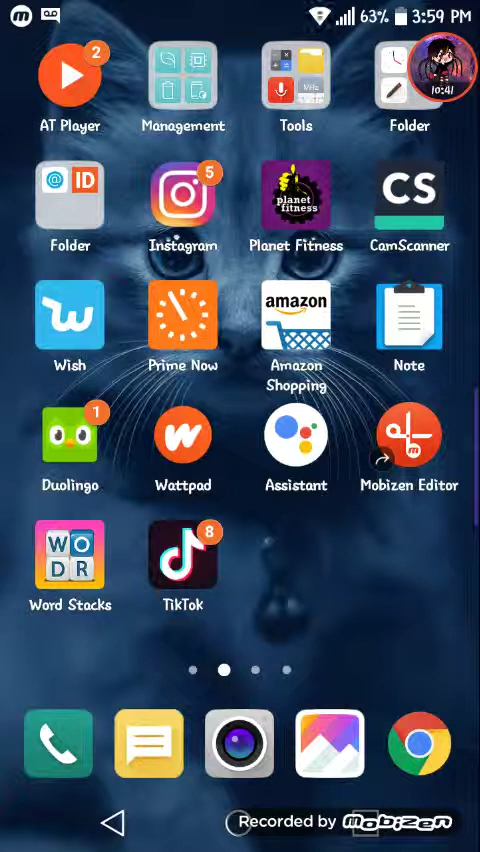 63% 3:59 PM
2
10:41
MHz
AT Player Management Tools Folder
@ ID
5
planet
fitness
CS
Folder Instagram Planet Fitness CamScanner
amazon
Wish Prime Now Amazon
Shopping Note
1
Duolingo Wattpad Assistant Mobizen Editor
W O
D R
8
Word Stacks TikTok
Recorded by Mobizen